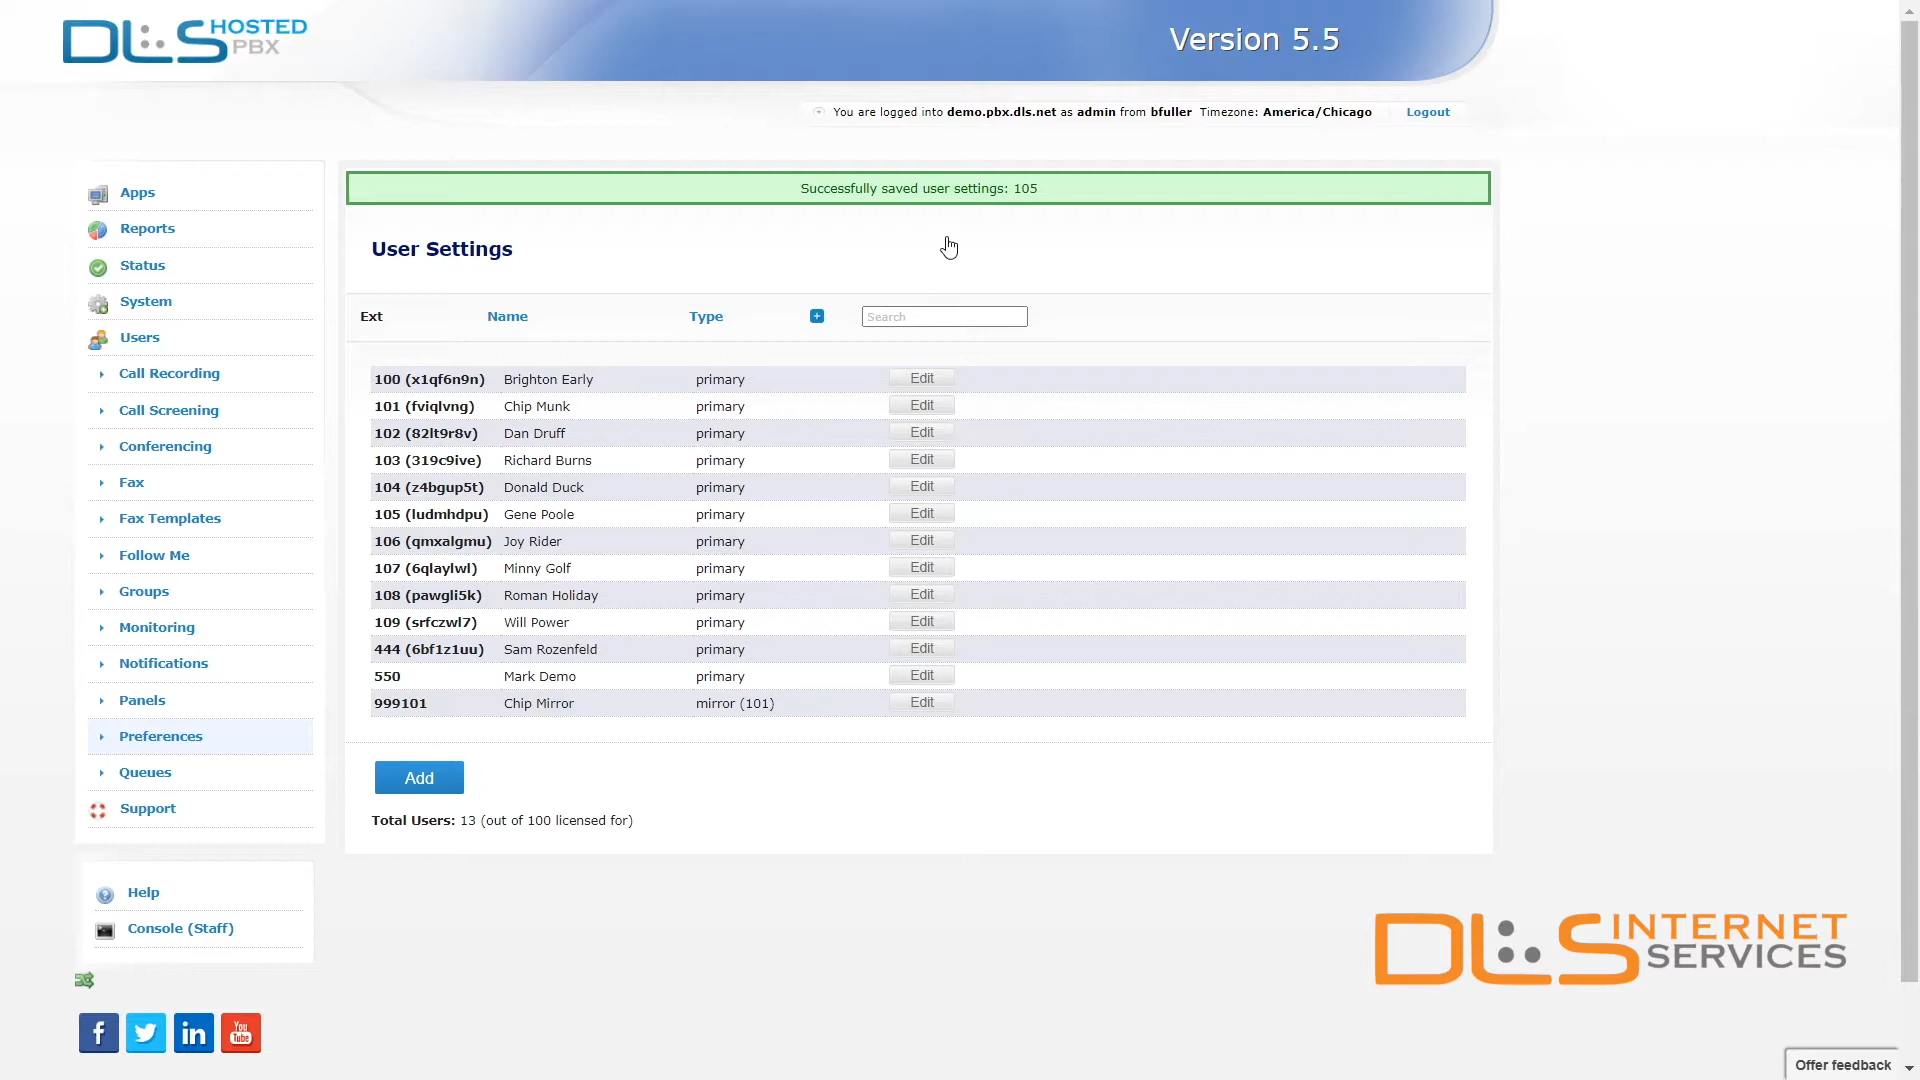 DLS HOSTED PBX
Version 5.5
You are logged into demo.pbx.dls.net as admin from bfuller Timezone: America/Chicago Logout
Apps
Reports
Status
System
Users
Call Recording
Call Screening
Conferencing
Fax
Fax Templates
Follow Me
Groups
Monitoring
Notifications
Panels
Preferences
Queues
Support
Help
Console (Staff)
Successfully saved user settings: 105
User Settings
Ext Name Type + Search
100 (x1qf6n9n) Brighton Early primary Edit
101 (fviqlvng) Chip Munk primary Edit
102 (82lt9r8v) Dan Druff primary Edit
103 (319c9ive) Richard Burns primary Edit
104 (z4bgup5t) Donald Duck primary Edit
105 (ludmhdpu) Gene Poole primary Edit
106 (qmxalgmu) Joy Rider primary Edit
107 (6qlaylwl) Minny Golf primary Edit
108 (pawgli5k) Roman Holiday primary Edit
109 (srfczwl7) Will Power primary Edit
444 (6bf1z1uu) Sam Rozenfeld primary Edit
550 Mark Demo primary Edit
999101 Chip Mirror mirror (101) Edit
Add
Total Users: 13 (out of 100 licensed for)
DLS INTERNET
SERVICES
f in You Tube
Offer feedback